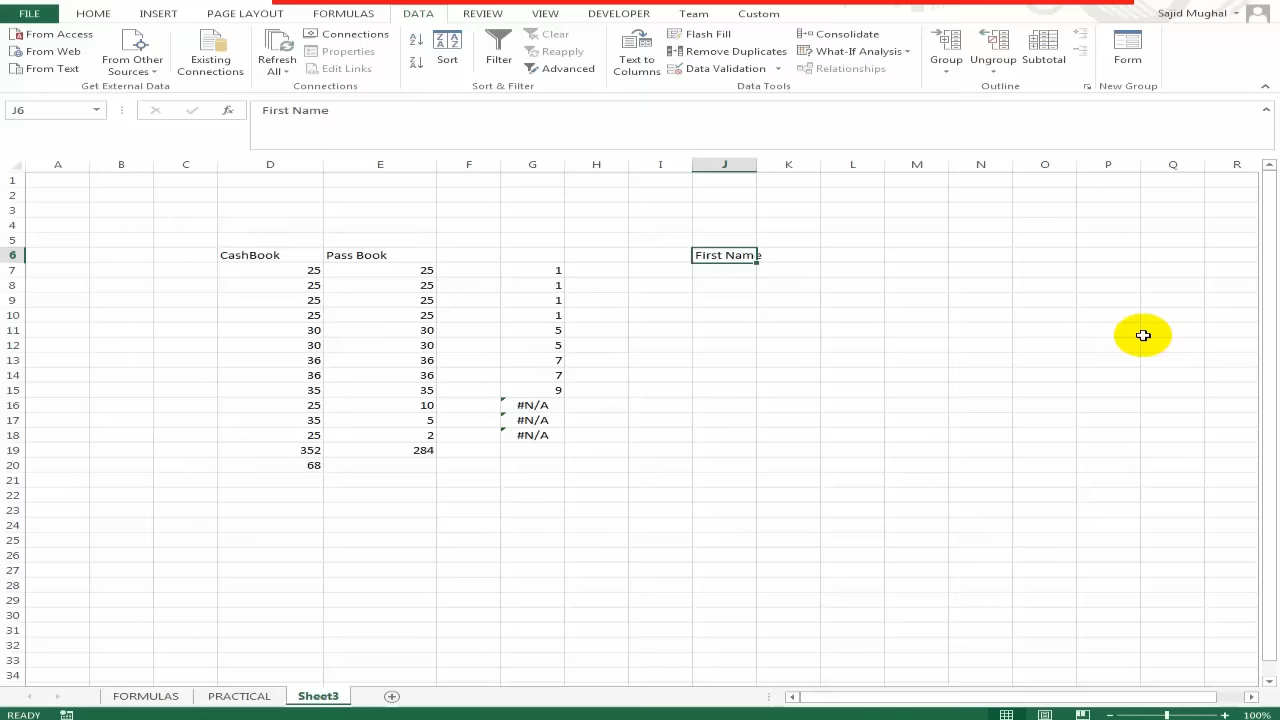 FILE HOME INSERT PAGE LAYOUT FORMULAS DATA REVIEW VIEW DEVELOPER Team Custom Sajid Mughal
From Access
From Web
From Text
From Other
Sources
Get External Data
Existing
Connections
Refresh
All
Connections
Properties
Edit Links
Connections
Sort
Filter
Clear
Reapply
Advanced
Sort & Filter
Text to
Columns
Flash Fill
Remove Duplicates
Data Validation
Consolidate
What-If Analysis
Relationships
Data Tools
Group
Ungroup
Subtotal
Outline
Form
New Group
J6 fx First Name
A B C D E F G H I J K L M N O P Q R
1
2
3
4
5
6 CashBook Pass Book First Name
7 25 25 1
8 25 25 1
9 25 25 1
10 25 25 1
11 30 30 5
12 30 30 5
13 36 36 7
14 36 36 7
15 35 35 9
16 25 10 #N/A
17 35 5 #N/A
18 25 2 #N/A
19 352 284
20 68
21
22
23
24
25
26
27
28
29
30
31
32
33
34
FORMULAS PRACTICAL Sheet3
READY 100%